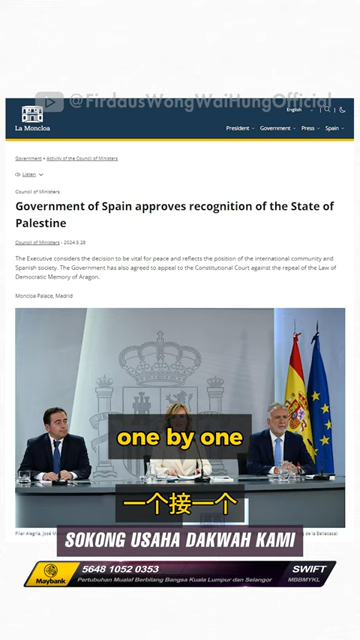 @FirdausWongWaiHungOfficial
English
La Moncloa
President Government Press Spain
Government > Activity of the Council of Ministers
Listen
Council of Ministers
Government of Spain approves recognition of the State of
Palestine
Council of Ministers - 2024.5.28
The Executive considers the decision to be vital for peace and reflects the position of the international community and
Spanish society. The Government has also agreed to appeal to the Constitutional Court against the repeal of the Law of
Democratic Memory of Aragon.
Moncloa Palace, Madrid
one by one
一个接一个
Pilar Alegría, José M
SOKONG USAHA DAKWAH KAMI
Maybank
5648 1052 0353
Pertubuhan Mualaf Berbilang Bangsa Kuala Lumpur dan Selangor
SWIFT
MBBMYKL